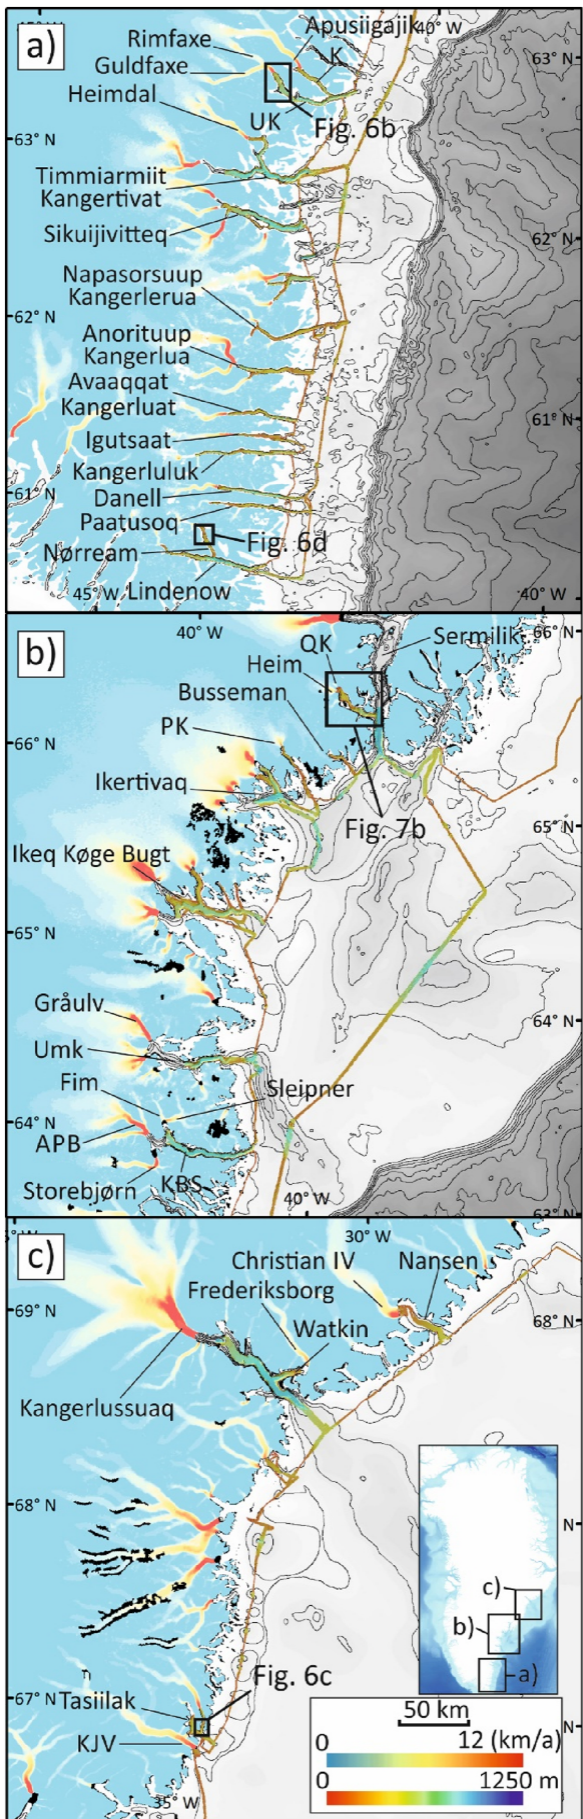 a)
40° W
Apusiigajik
Rimfaxe
K
63° N
Guldfaxe
Heimdal
UK
Fig. 6b
63° N
Timmiarmiit
Kangertivat
Sikuijivitteq
62° N
Napasorsuup
Kangerlerua
62° N
Anorituup
Kangerlua
Avaaqqat
Kangerluat
61° N
Igutsaat
Kangerluluk
61° N
Danell
Paatusoq
Fig. 6d
Nørream
45° W
Lindenow
40° W
b)
40° W
66° N
QK
Sermilik
Heim
Busseman
66° N
PK
Ikertivaq
Fig. 7b
65° N
Ikeq Køge Bugt
65° N
Gråulv
64° N
Umk
Fim
Sleipner
64° N
APB
Storebjørn
KBS
40° W
c)
30° W
Christian IV
Nansen
Frederiksborg
69° N
68° N
Watkin
Kangerlussuaq
68° N
c)
b)
a)
67° N
Fig. 6c
Tasiilak
KJV
50 km
0
12 (km/a)
0
1250 m
35° W